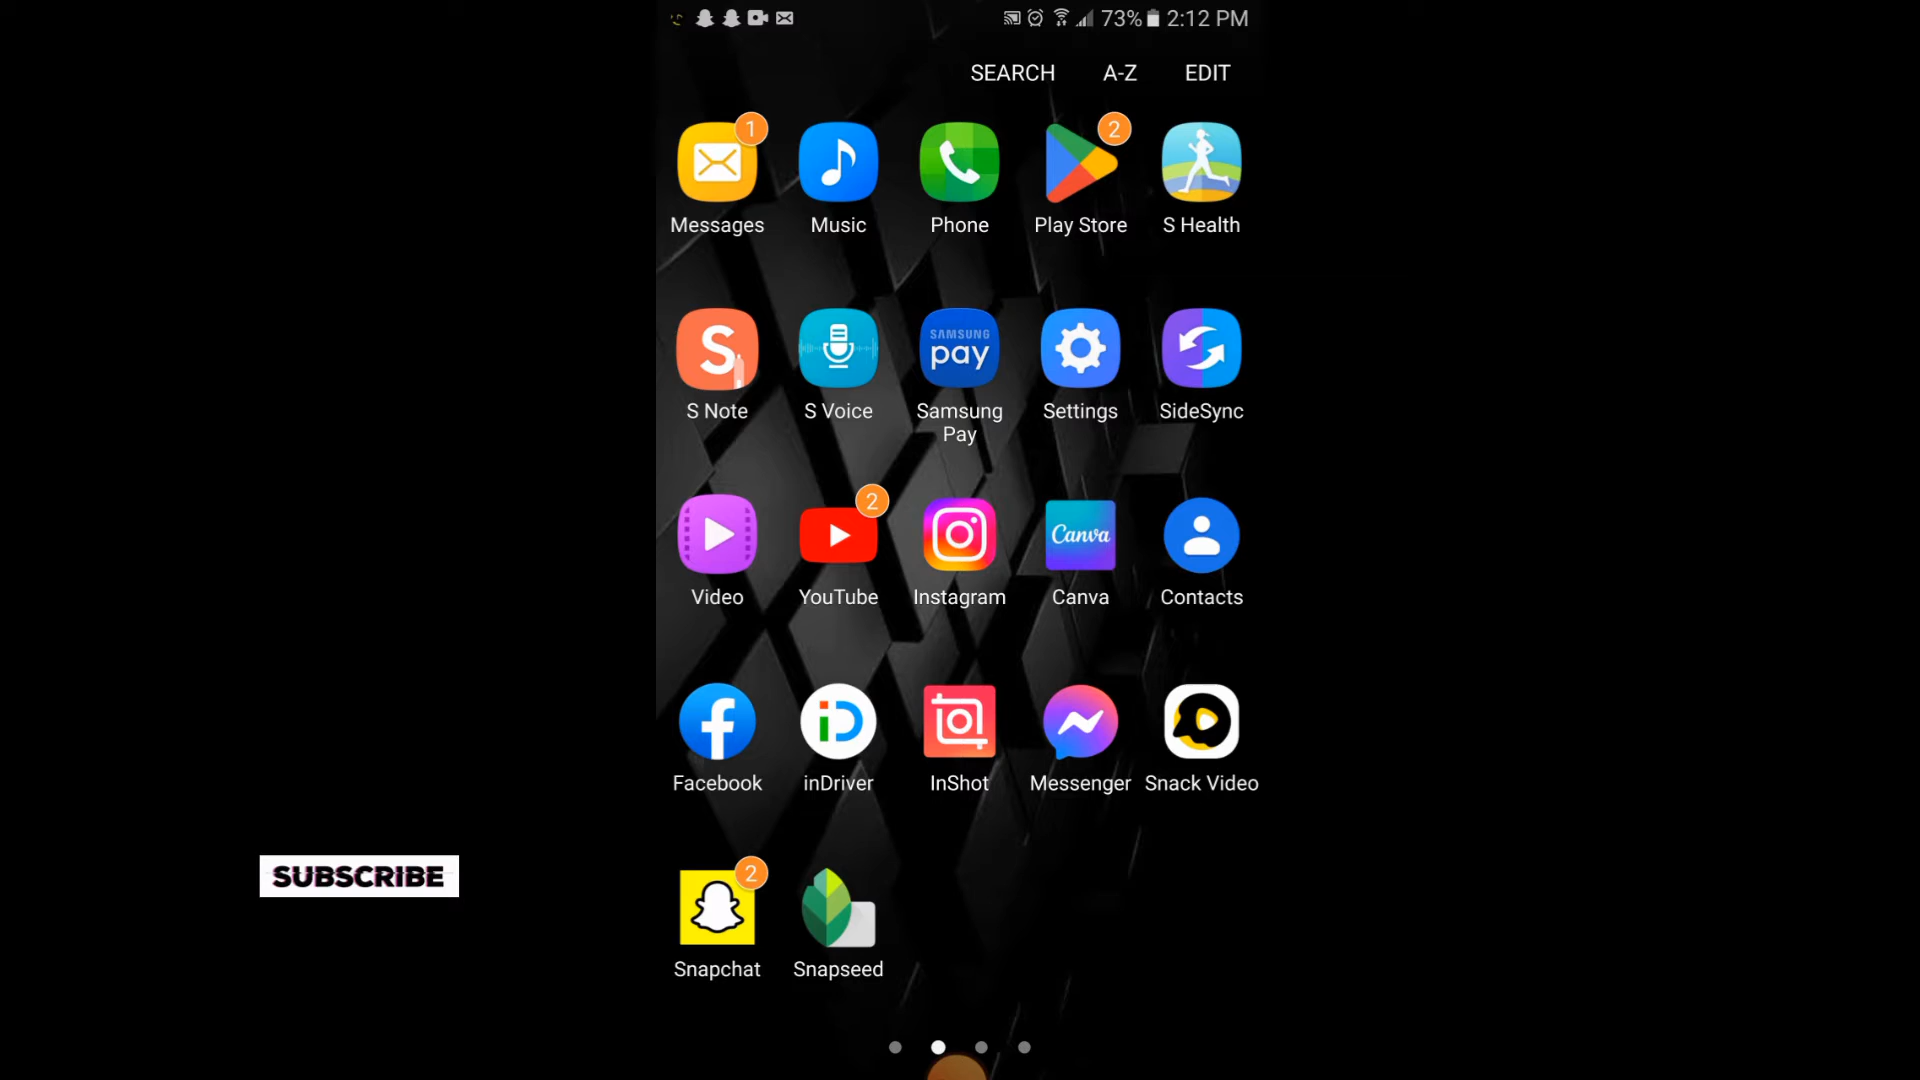 73% 2:12 PM
SEARCH A-Z EDIT
1 2
Messages Music Phone Play Store S Health
S SAMSUNG pay
S Note S Voice Samsung Pay Settings SideSync
2 Canva
Video YouTube Instagram Canva Contacts
f iD
Facebook inDriver InShot Messenger Snack Video
SUBSCRIBE
2
Snapchat Snapseed